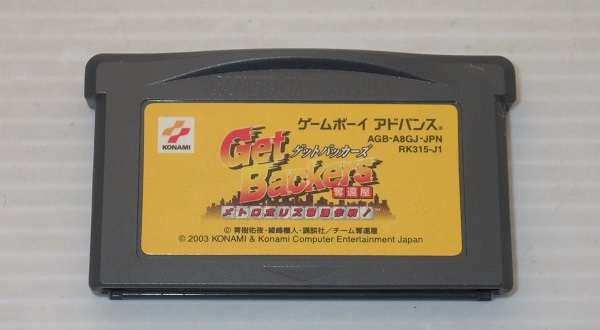 KONAMI
ゲームボーイ アドバンス®
AGB-A8GJ-JPN
RK315-J1
Get
ゲットバッカーズ
Backers
奪還屋
メトロポリス奪還作戦!
© 青樹佑夜・綾峰欄人・講談社/チーム奪還屋
© 2003 KONAMI & Konami Computer Entertainment Japan